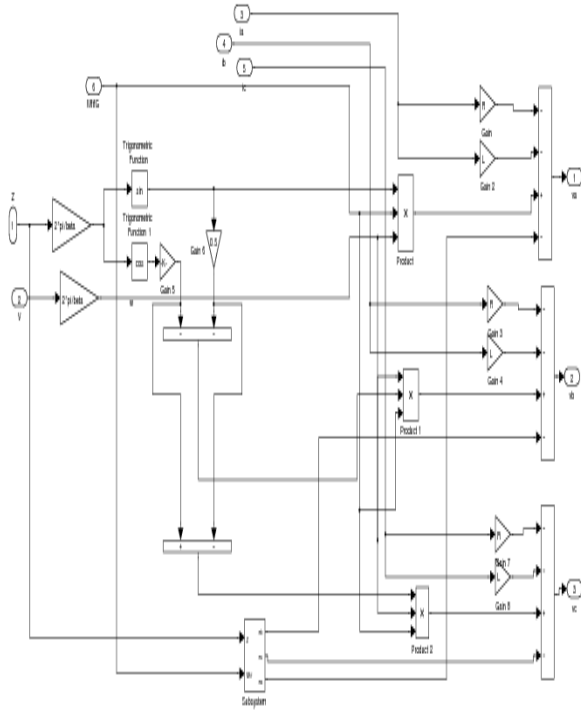 3
ia
4
ib
5
ic
6
Trigonometric
Function
sin
Trigonometric
Function 1
cos
Z
1
2*pi/beta
2
V
2*pi/beta
K-
Gain 5
0.5
Gain 6
X
Product
R
Gain
L
Gain 2
1
va
R
Gain 3
L
Gain 4
X
Product 1
2
vb
R
Gain 7
L
Gain 8
X
Product 2
3
vc
Subsystem